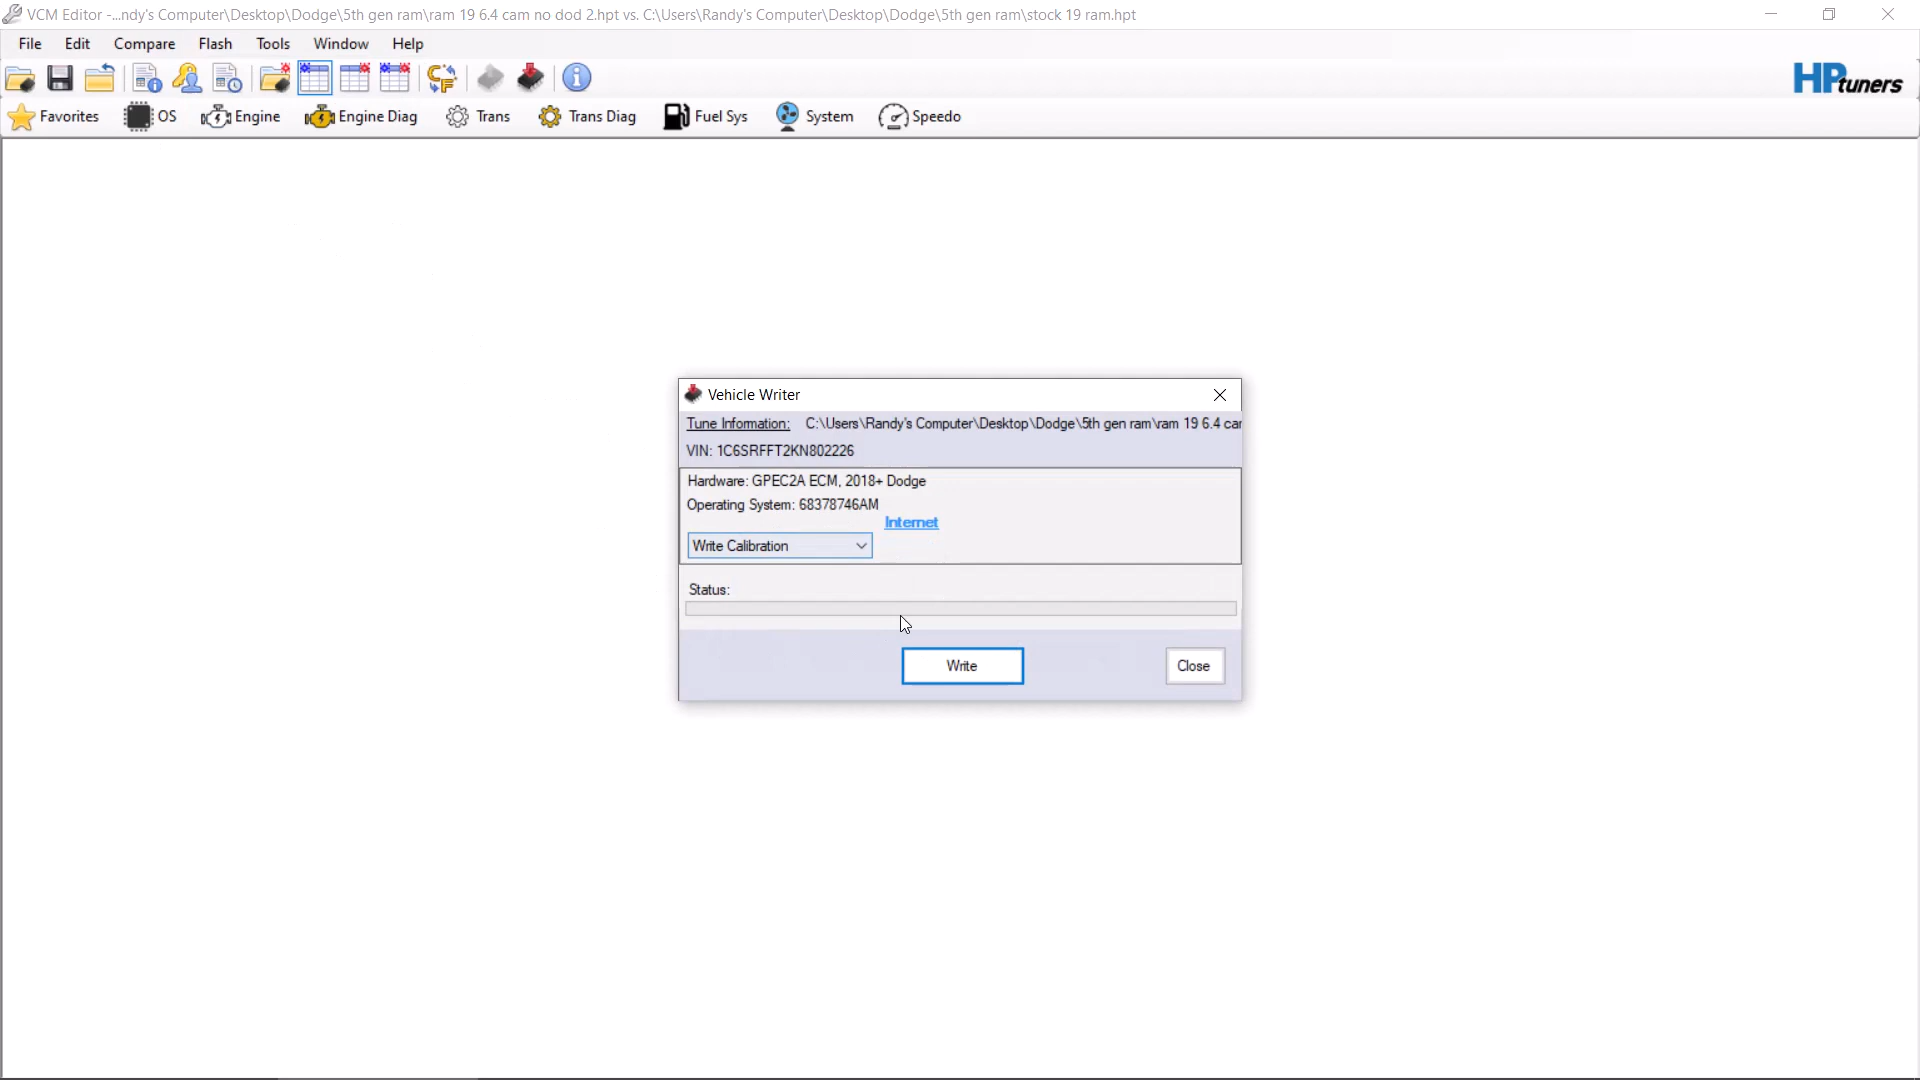 VCM Editor -...ndy's Computer\Desktop\Dodge\5th gen ram\ram 19 6.4 cam no dod 2.hpt vs. C:\Users\Randy's Computer\Desktop\Dodge\5th gen ram\stock 19 ram.hpt
File Edit Compare Flash Tools Window Help
HPtuners
Favorites OS Engine Engine Diag Trans Trans Diag Fuel Sys System Speedo
Vehicle Writer
Tune Information: C:\Users\Randy's Computer\Desktop\Dodge\5th gen ram\ram 19 6.4 car
VIN: 1C6SRFFT2KN802226
Hardware: GPEC2A ECM, 2018+ Dodge
Operating System: 68378746AM
Internet
Write Calibration
Status:
Write Close